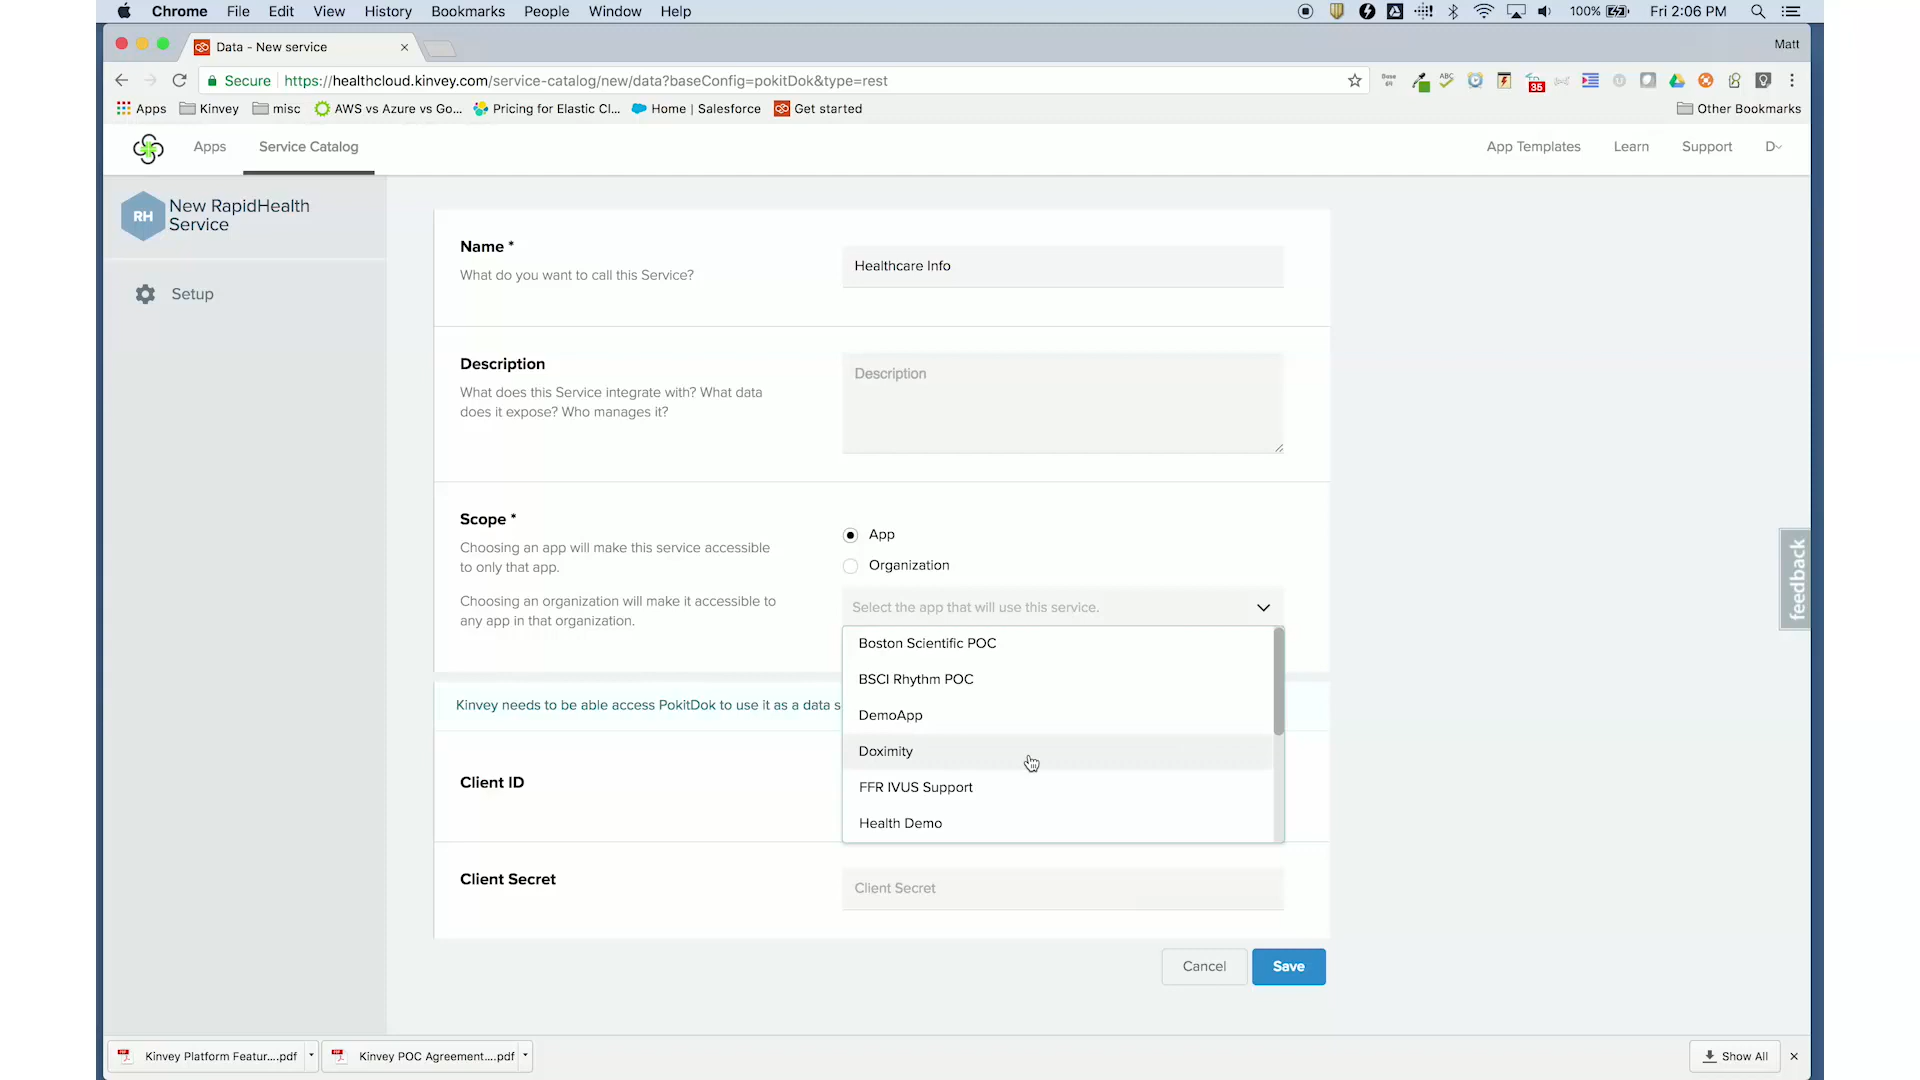 Chrome File Edit View History Bookmarks People Window Help 100% Fri 2:06 PM
Data - New service Matt
Secure https://healthcloud.kinvey.com/service-catalog/new/data?baseConfig=pokitDok&type=rest ABC 35
Apps Kinvey misc AWS vs Azure vs Go... Pricing for Elastic Cl... Home | Salesforce Get started Other Bookmarks
Apps Service Catalog App Templates Learn Support D
RH New RapidHealth
Service
Setup
Name *
What do you want to call this Service?
Healthcare Info
Description
What does this Service integrate with? What data
does it expose? Who manages it?
Description
Scope *
Choosing an app will make this service accessible
to only that app.
Choosing an organization will make it accessible to
any app in that organization.
App
Organization
Select the app that will use this service.
Boston Scientific POC
BSCI Rhythm POC
DemoApp
Doximity
FFR IVUS Support
Health Demo
Kinvey needs to be able access PokitDok to use it as a data s
Client ID
Client Secret
Client Secret
Cancel Save
feedback
Kinvey Platform Featur....pdf Kinvey POC Agreement....pdf Show All